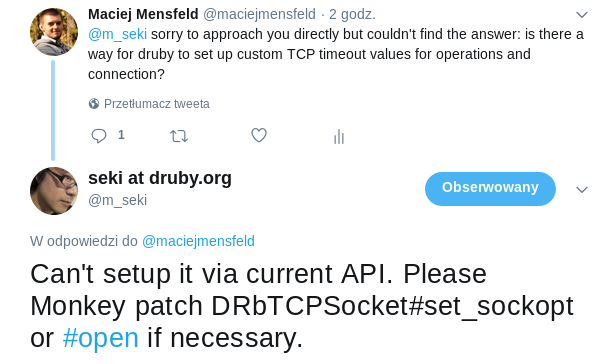 Maciej Mensfeld @maciejmensfeld · 2 godz.
@m_seki sorry to approach you directly but couldn't find the answer: is there a
way for druby to set up custom TCP timeout values for operations and
connection?
Przetłumacz tweeta
1
seki at druby.org
@m_seki
Obserwowany
W odpowiedzi do @maciejmensfeld
Can't setup it via current API. Please
Monkey patch DRbTCPSocket#set_sockopt
or #open if necessary.